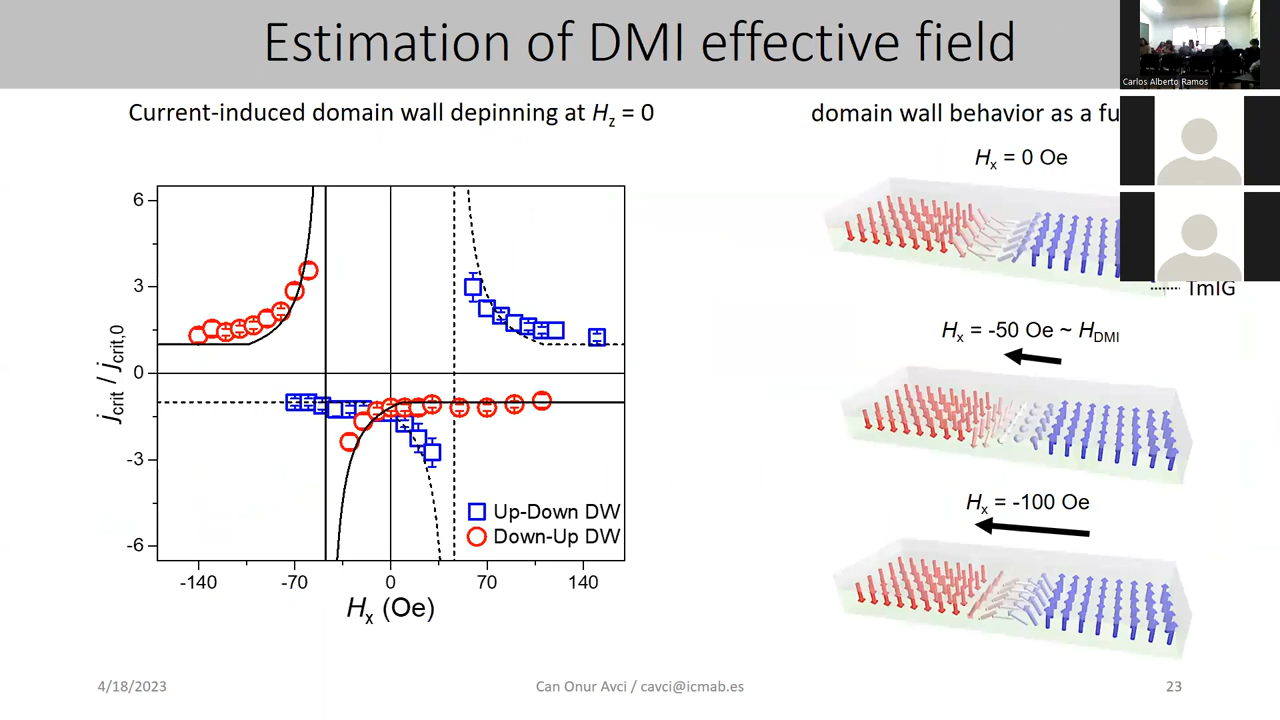 Estimation of DMI effective field
Carlos Alberto Ramos
Current-induced domain wall depinning at Hz = 0
domain wall behavior as a fu
Hx = 0 Oe
TmIG
Hx = -50 Oe ~ HDMI
Hx = -100 Oe
jcrit / jcrit,0
6
3
0
-3
-6
Up-Down DW
Down-Up DW
-140
-70
0
70
140
Hx (Oe)
4/18/2023
Can Onur Avci / cavci@icmab.es
23